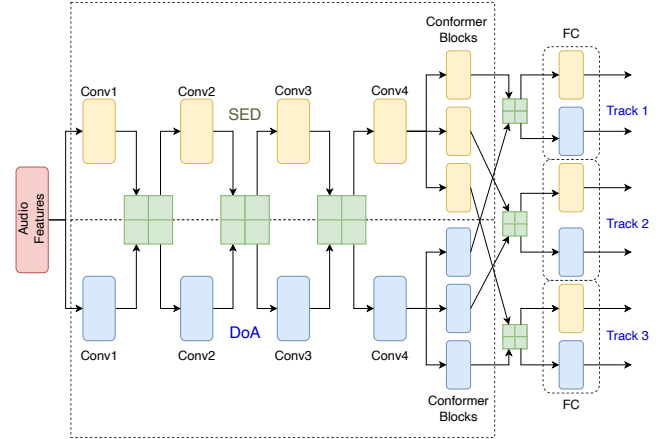 Conformer
Blocks
FC
Conv1
Conv2
Conv3
Conv4
SED
Track 1
Audio
Features
Track 2
DoA
Conv1
Conv2
Conv3
Conv4
Track 3
Conformer
Blocks
FC